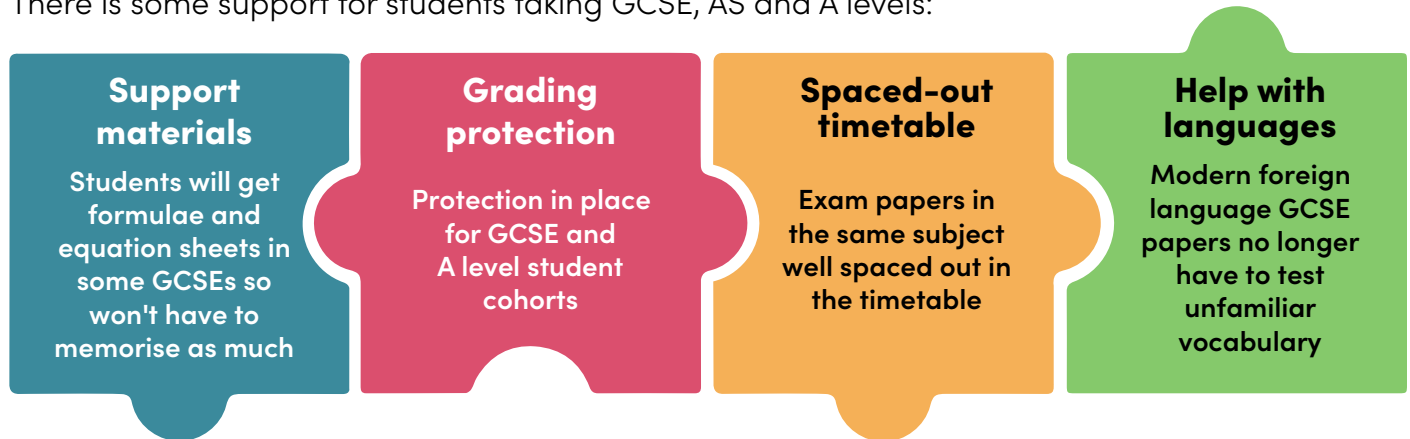 There is some support for students taking GCSE, AS and A levels:
Support
materials
Students will get
formulae and
equation sheets in
some GCSEs so
won't have to
memorise as much
Grading
protection
Protection in place
for GCSE and
A level student
cohorts
Spaced-out
timetable
Exam papers in
the same subject
well spaced out in
the timetable
Help with
languages
Modern foreign
language GCSE
papers no longer
have to test
unfamiliar
vocabulary